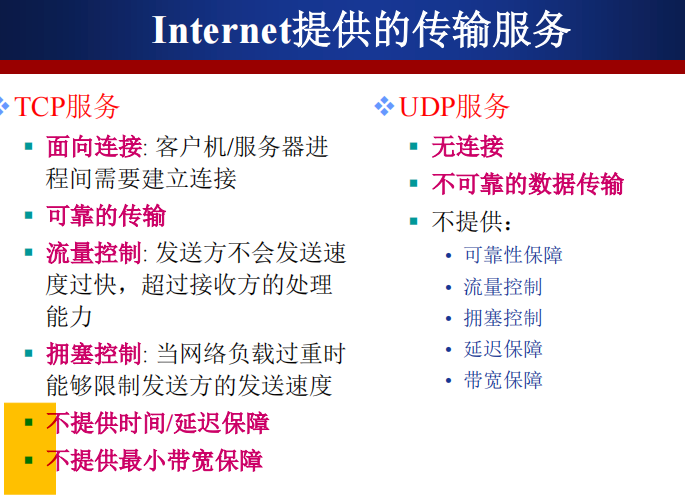 Internet提供的传输服务
TCP服务
面向连接: 客户机/服务器进
程间需要建立连接
可靠的传输
流量控制: 发送方不会发送速
度过快，超过接收方的处理
能力
拥塞控制: 当网络负载过重时
能够限制发送方的发送速度
不提供时间/延迟保障
不提供最小带宽保障
UDP服务
无连接
不可靠的数据传输
不提供：
可靠性保障
流量控制
拥塞控制
延迟保障
带宽保障